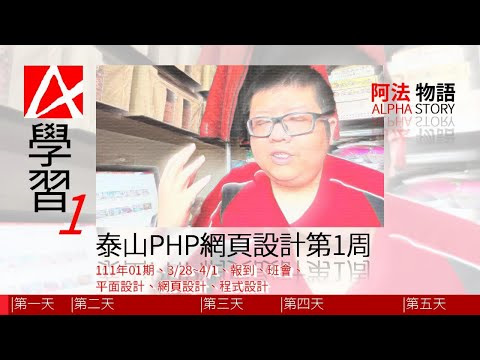 學習1
阿法 物語
ALPHA STORY
泰山PHP網頁設計第1周
111年01期、3/28~4/1、報到、班會、
平面設計、網頁設計、程式設計
|第一天 |第二天 |第三天 |第四天 |第五天